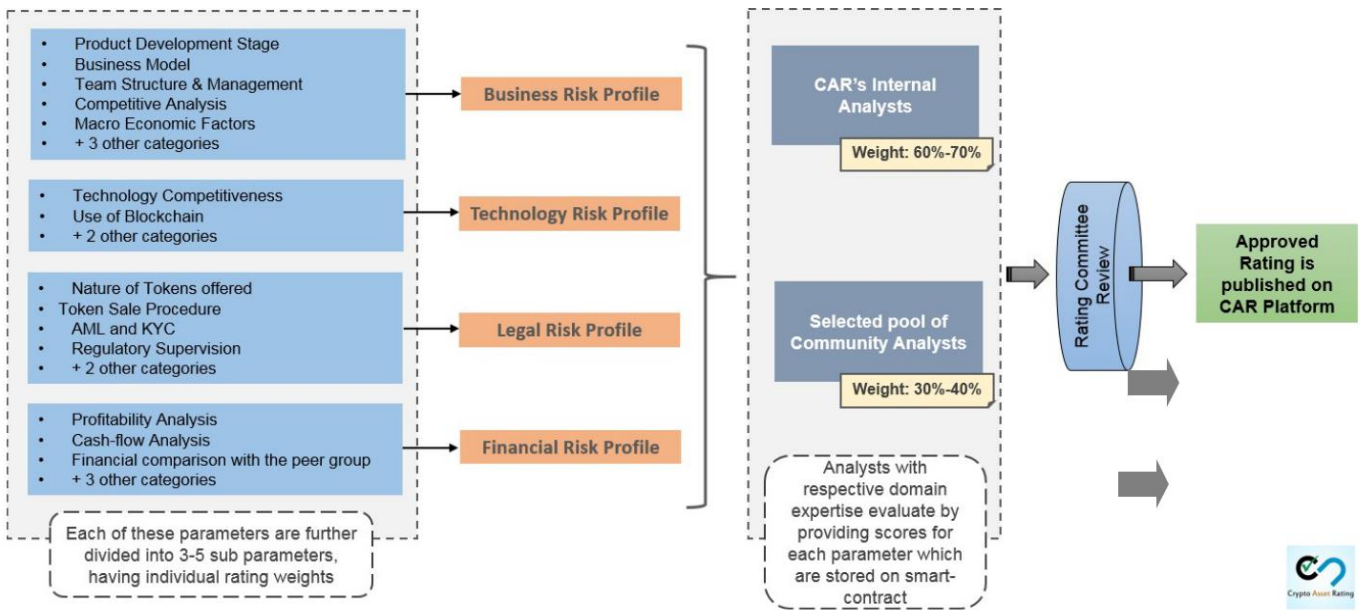 • Product Development Stage
• Business Model
• Team Structure & Management
• Competitive Analysis
• Macro Economic Factors
• + 3 other categories
Business Risk Profile
• Technology Competitiveness
• Use of Blockchain
• + 2 other categories
Technology Risk Profile
• Nature of Tokens offered
• Token Sale Procedure
• AML and KYC
• Regulatory Supervision
• + 2 other categories
Legal Risk Profile
• Profitability Analysis
• Cash-flow Analysis
• Financial comparison with the peer group
• + 3 other categories
Financial Risk Profile
Each of these parameters are further
divided into 3-5 sub parameters,
having individual rating weights
CAR's Internal
Analysts
Weight: 60%-70%
Selected pool of
Community Analysts
Weight: 30%-40%
Analysts with
respective domain
expertise evaluate by
providing scores for
each parameter which
are stored on smart-
contract
Rating Committee
Review
Approved
Rating is
published on
CAR Platform
Crypto Asset Rating